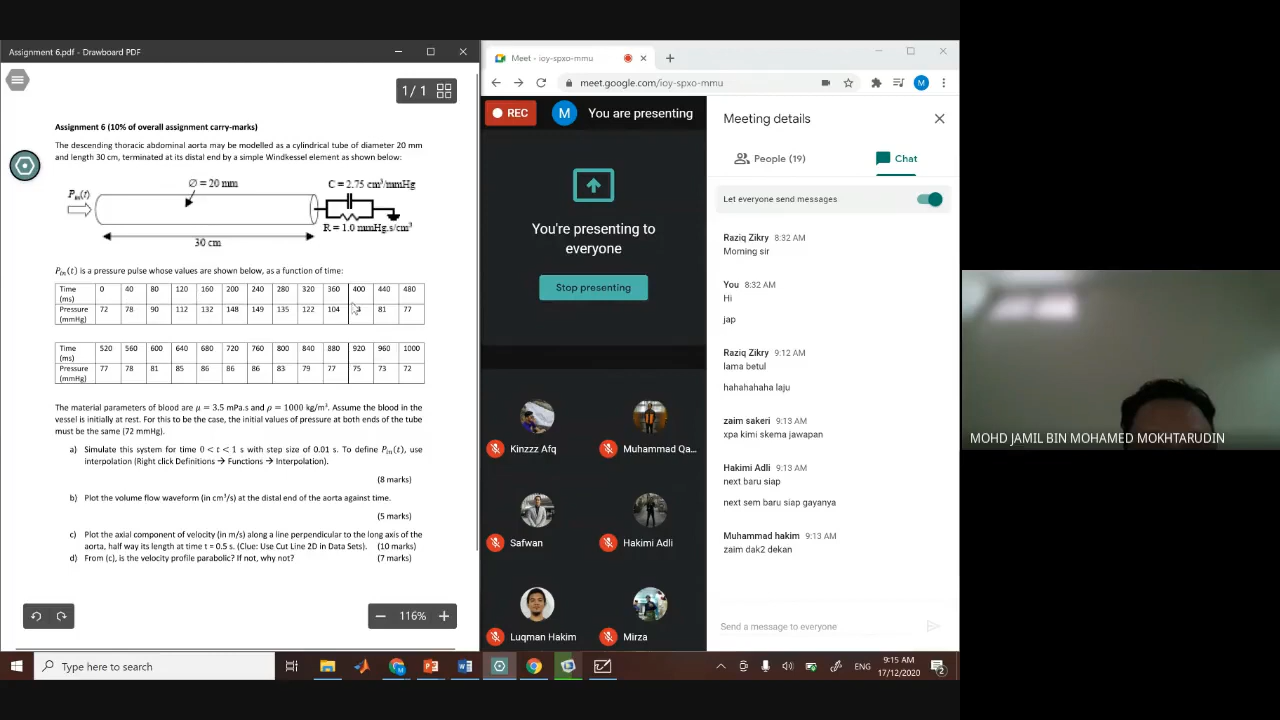 Assignment 6.pdf - Drawboard PDF
1 / 1
Assignment 6 (10% of overall assignment carry-marks)
The descending thoracic abdominal aorta may be modelled as a cylindrical tube of diameter 20 mm
and length 30 cm, terminated at its distal end by a simple Windkessel element as shown below:
∅ = 20 mm
C = 2.75 cm³/mmHg
Pin(t)
R = 1.0 mmHg.s/cm³
30 cm
Pin(t) is a pressure pulse whose values are shown below, as a function of time:
Time (ms) 0 40 80 120 160 200 240 280 320 360 400 440 480
Pressure (mmHg) 72 78 90 112 132 148 149 135 122 104 81 77
Time (ms) 520 560 600 640 680 720 760 800 840 880 920 960 1000
Pressure (mmHg) 77 78 81 85 86 86 86 83 79 77 75 73 72
The material parameters of blood are μ = 3.5 mPa.s and ρ = 1000 kg/m³. Assume the blood in the
vessel is initially at rest. For this to be the case, the initial values of pressure at both ends of the tube
must be the same (72 mmHg).
a) Simulate this system for time 0 < t < 1 s with step size of 0.01 s. To define Pin(t), use
interpolation (Right click Definitions → Functions → Interpolation).
(8 marks)
b) Plot the volume flow waveform (in cm³/s) at the distal end of the aorta against time.
(5 marks)
c) Plot the axial component of velocity (in m/s) along a line perpendicular to the long axis of the
aorta, half way its length at time t = 0.5 s. (Clue: Use Cut Line 2D in Data Sets). (10 marks)
d) From (c), is the velocity profile parabolic? If not, why not? (7 marks)
116%
Meet - ioy-spxo-mmu
meet.google.com/ioy-spxo-mmu
M
REC
M
You are presenting
You're presenting to
everyone
Stop presenting
Kinzzz Afq
Muhammad Qa...
Safwan
Hakimi Adli
Luqman Hakim
Mirza
Meeting details
People (19)
Chat
Let everyone send messages
Raziq Zikry 8:32 AM
Morning sir
You 8:32 AM
Hi
jap
Raziq Zikry 9:12 AM
lama betul
hahahahaha laju
zaim sakeri 9:13 AM
xpa kimi skema jawapan
Hakimi Adli 9:13 AM
next baru siap
next sem baru siap gayanya
Muhammad hakim 9:13 AM
zaim dak2 dekan
Send a message to everyone
MOHD JAMIL BIN MOHAMED MOKHTARUDIN
Type here to search
ENG
9:15 AM
17/12/2020
2